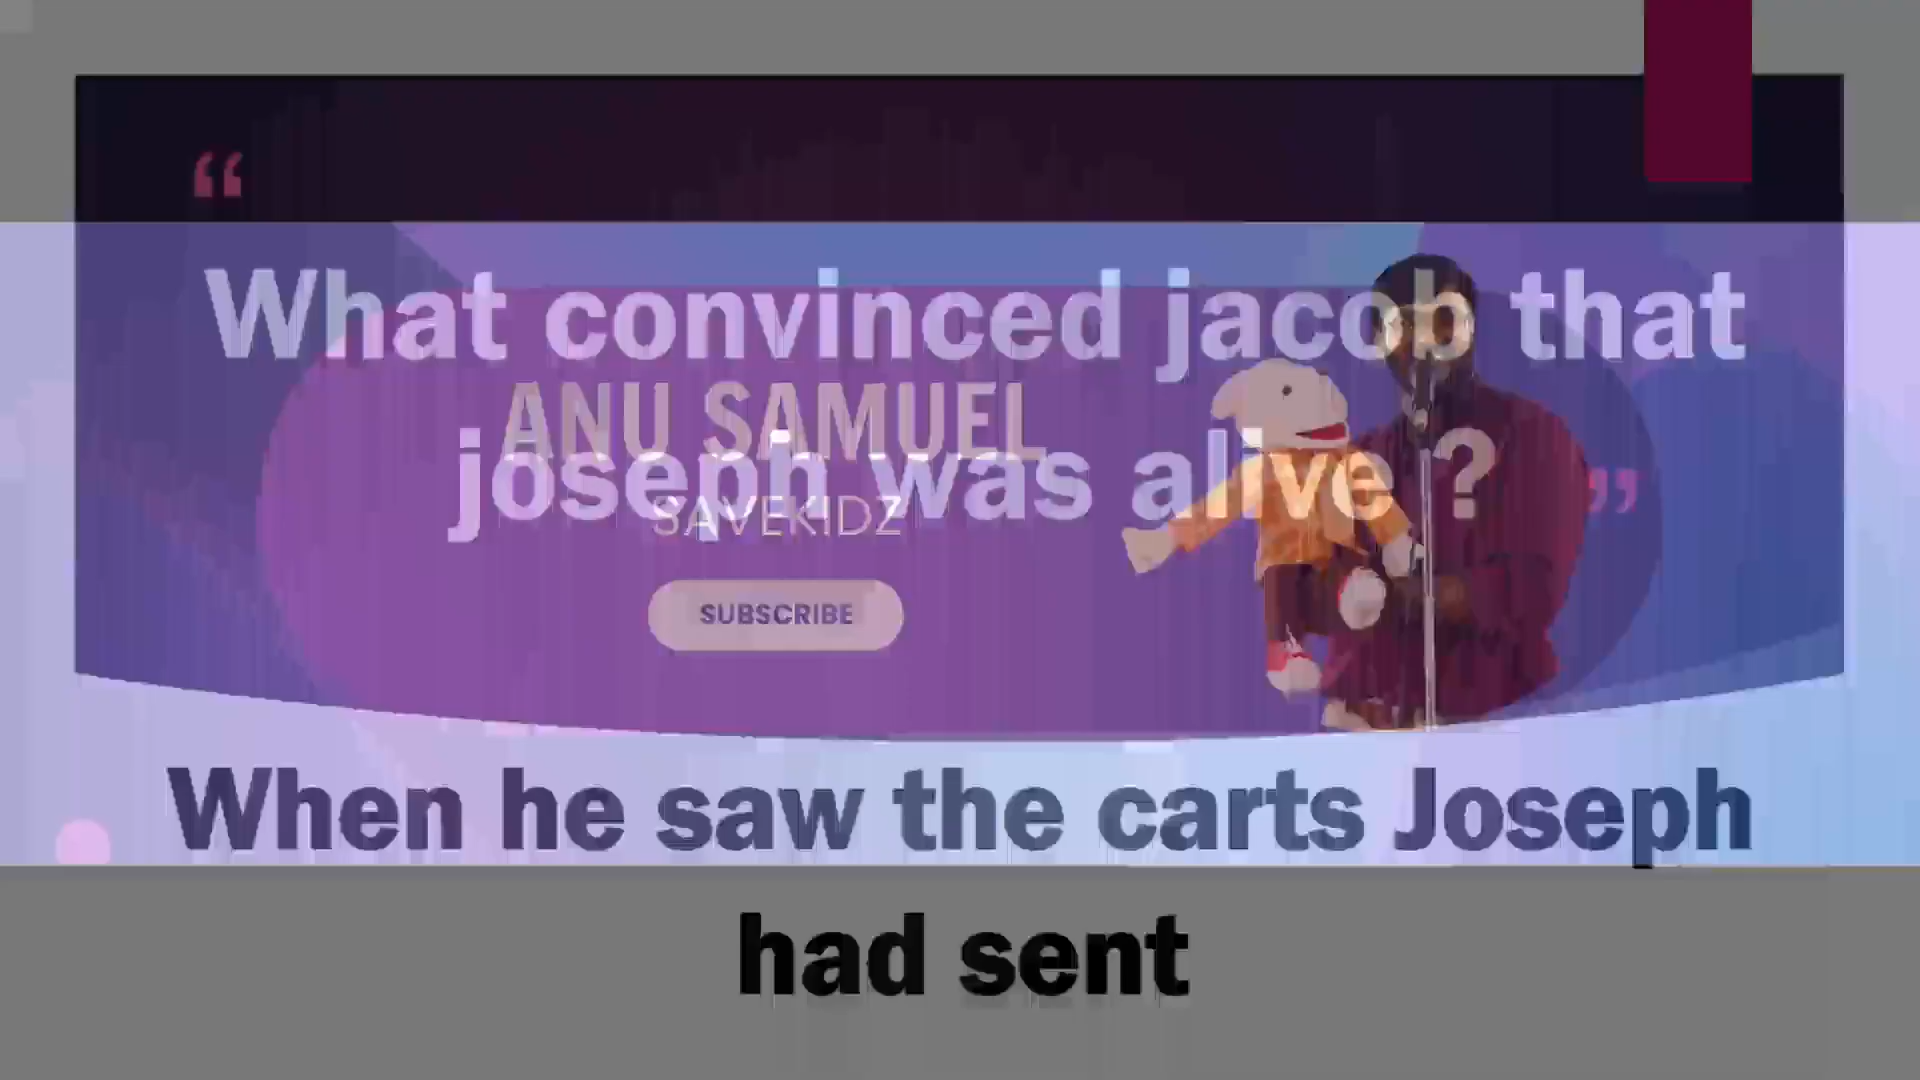 “
What convinced jacob that
joseph was alive ?
”
ANU SAMUEL
SAVEKIDZ
SUBSCRIBE
When he saw the carts Joseph
had sent